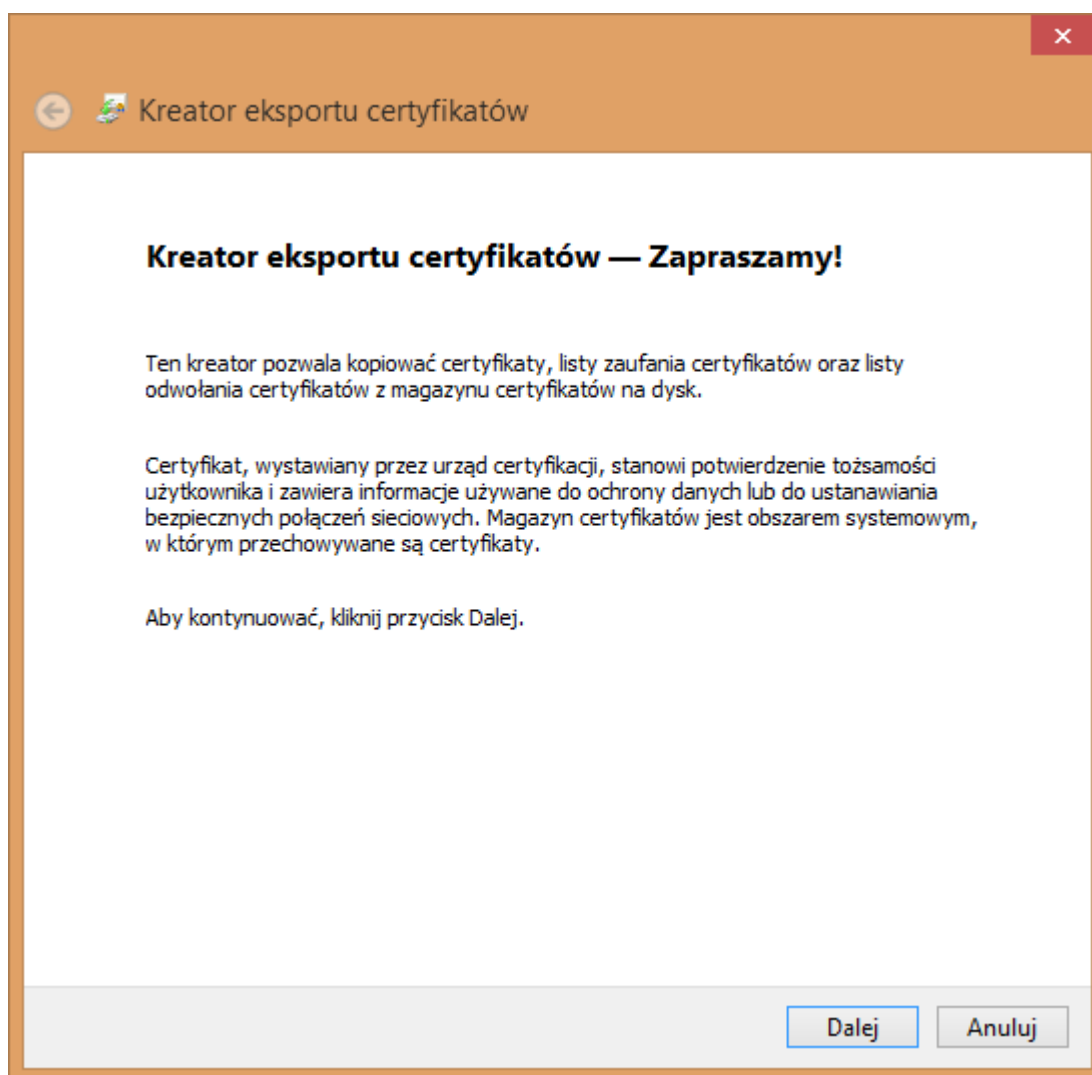 Kreator eksportu certyfikatów
Kreator eksportu certyfikatów — Zapraszamy!
Ten kreator pozwala kopiować certyfikaty, listy zaufania certyfikatów oraz listy
odwołania certyfikatów z magazynu certyfikatów na dysk.
Certyfikat, wystawiany przez urząd certyfikacji, stanowi potwierdzenie tożsamości
użytkownika i zawiera informacje używane do ochrony danych lub do ustanawiania
bezpiecznych połączeń sieciowych. Magazyn certyfikatów jest obszarem systemowym,
w którym przechowywane są certyfikaty.
Aby kontynuować, kliknij przycisk Dalej.
Dalej Anuluj